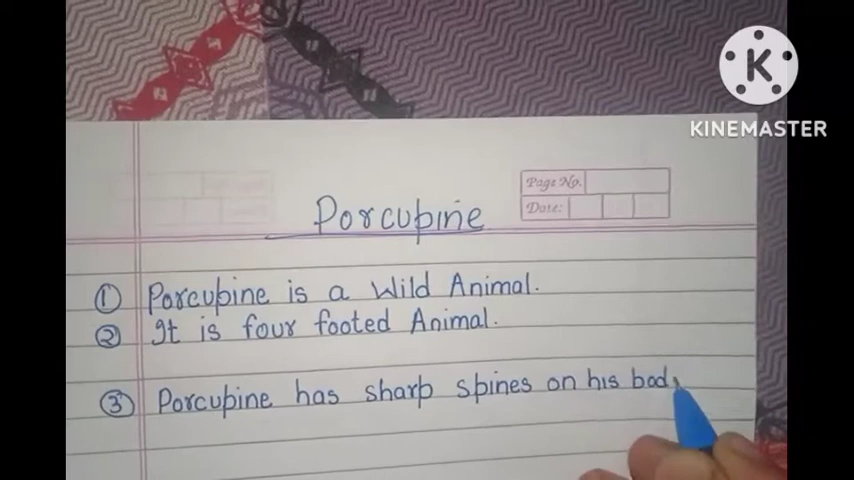 K
KINEMASTER
Page No.
Date:
Porcupine
① Porcupine is a Wild Animal.
② It is four footed Animal.
③ Porcupine has sharp spines on his bod